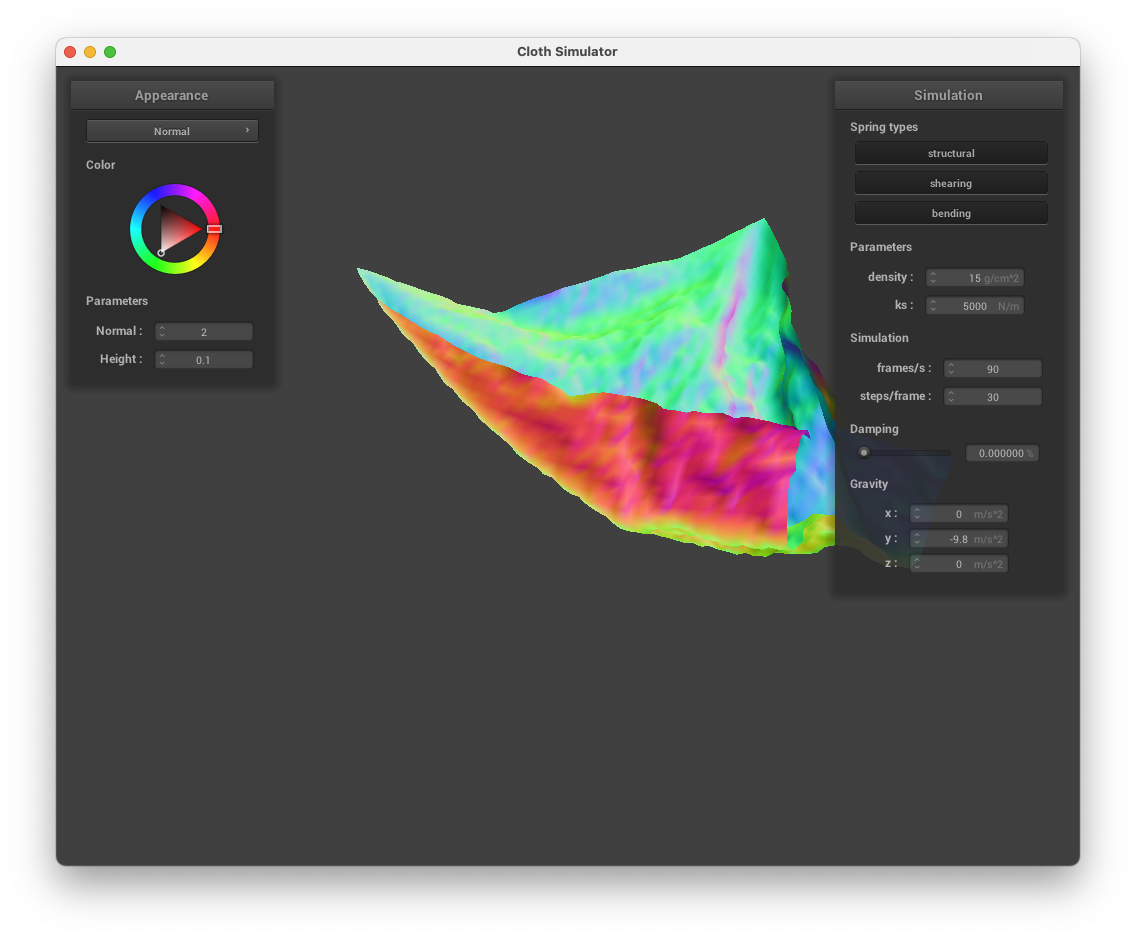 Cloth Simulator
Appearance
Normal ›
Color
Parameters
Normal : 2
Height : 0.1
Simulation
Spring types
structural
shearing
bending
Parameters
density : 15 g/cm^2
ks : 5000 N/m
Simulation
frames/s : 90
steps/frame : 30
Damping
0.000000 %
Gravity
x : 0 m/s^2
y : -9.8 m/s^2
z : 0 m/s^2